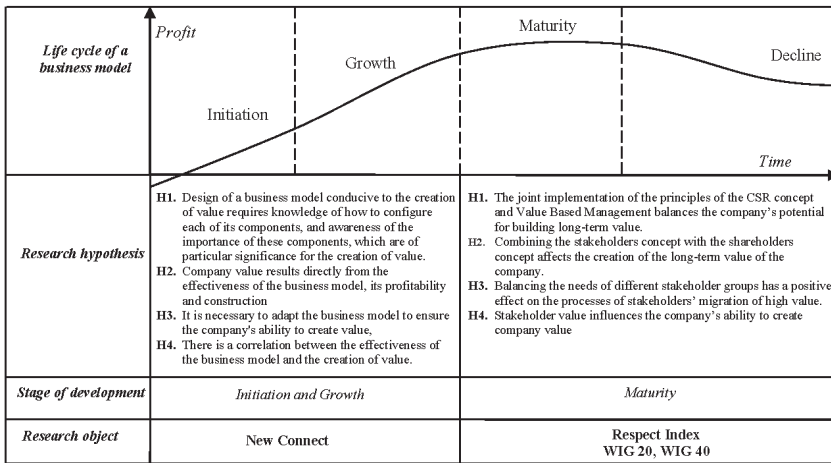 Life cycle of a
business model
Profit
Initiation
Growth
Maturity
Decline
Time
Research hypothesis
H1. Design of a business model conducive to the creation
of value requires knowledge of how to configure
each of its components, and awareness of the
importance of these components, which are of
particular significance for the creation of value.
H2. Company value results directly from the
effectiveness of the business model, its profitability
and construction
H3. It is necessary to adapt the business model to ensure
the company's ability to create value,
H4. There is a correlation between the effectiveness of
the business model and the creation of value.
H1. The joint implementation of the principles of the CSR concept
and Value Based Management balances the company's potential
for building long-term value.
H2. Combining the stakeholders concept with the shareholders
concept affects the creation of the long-term value of the
company.
H3. Balancing the needs of different stakeholder groups has a positive
effect on the processes of stakeholders' migration of high value.
H4. Stakeholder value influences the company's ability to create
company value
Stage of development
Initiation and Growth
Maturity
Research object
New Connect
Respect Index
WIG 20, WIG 40